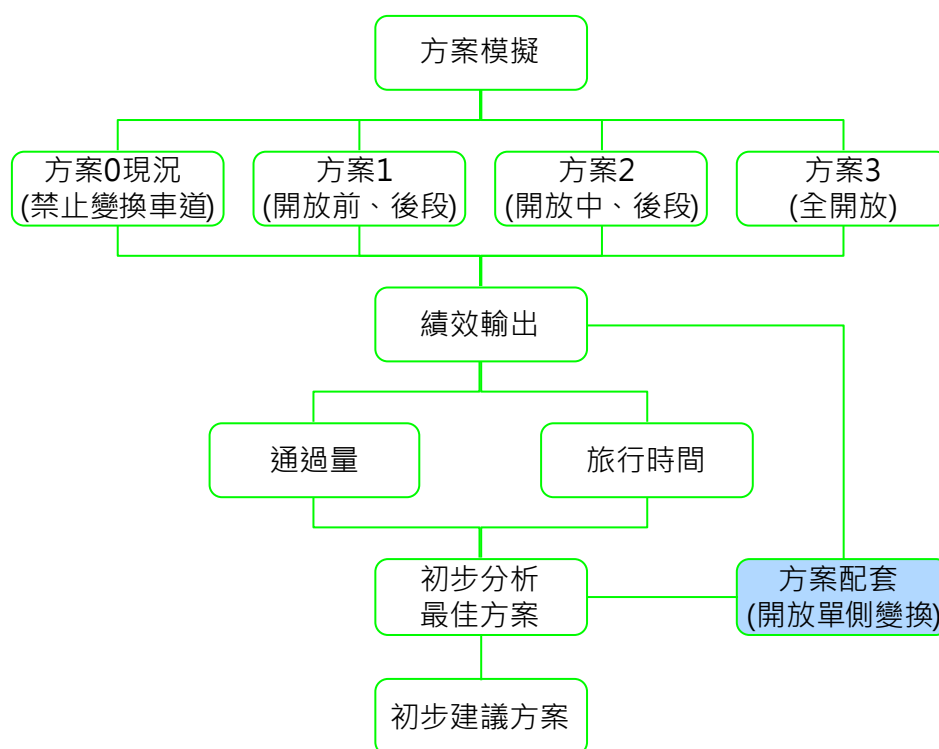 方案模擬
方案0現況
(禁止變換車道)
方案1
(開放前、後段)
方案2
(開放中、後段)
方案3
(全開放)
績效輸出
通過量
旅行時間
初步分析
最佳方案
方案配套
(開放單側變換)
初步建議方案